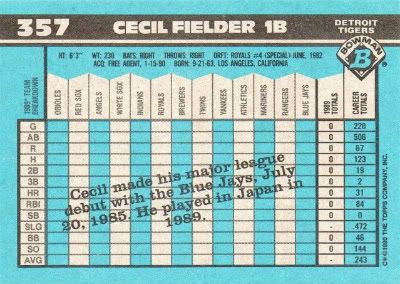 357
CECIL FIELDER 1B
DETROIT
TIGERS
HT: 6'3" WT: 230 BATS: RIGHT THROWS: RIGHT DRFT: ROYALS #4 (SPECIAL)-JUNE, 1982
ACQ: FREE AGENT, 1-15-90 BORN: 9-21-63, LOS ANGELES, CALIFORNIA
BOWMAN
B
1989 TEAM
BREAKDOWN
ORIOLES
RED SOX
ANGELS
WHITE SOX
INDIANS
ROYALS
BREWERS
TWINS
YANKEES
ATHLETICS
MARINERS
RANGERS
BLUE JAYS
1989
TOTALS
CAREER
TOTALS
G 0 220
AB 0 506
R 0 67
H 0 123
2B 0 19
3B 0 2
HR 0 31
RBI 0 84
SB 0 0
SLG - .472
BB 0 46
SO 0 144
AVG - .243
Cecil made his major league
debut with the Blue Jays, July
20, 1985. He played in Japan in
1989.
© 1990 THE TOPPS COMPANY, INC.